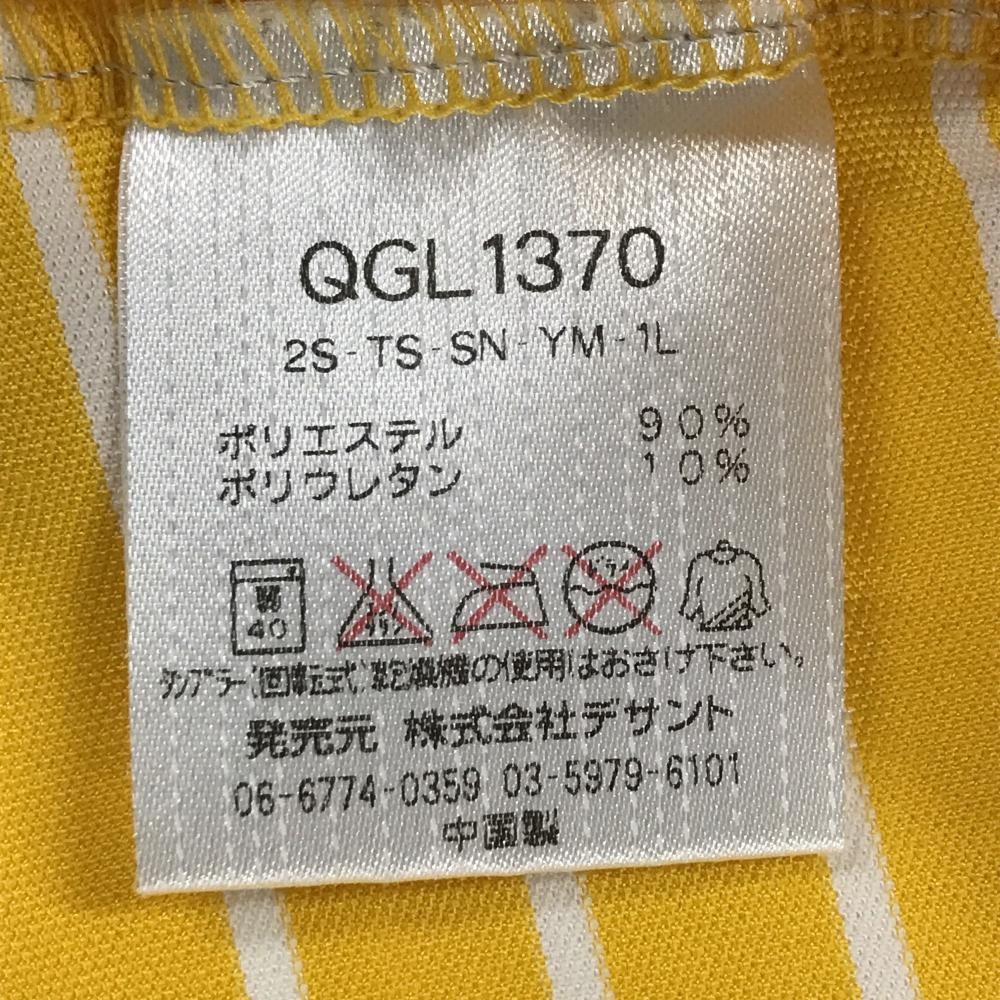 QGL1370
2S-TS-SN-YM-1L
ポリエステル 90%
ポリウレタン 10%
弱
40
タンブラー(回転式)乾燥機の使用はおさけ下さい。
発売元 株式会社デサント
06-6774-0359 03-5979-6101
中国製